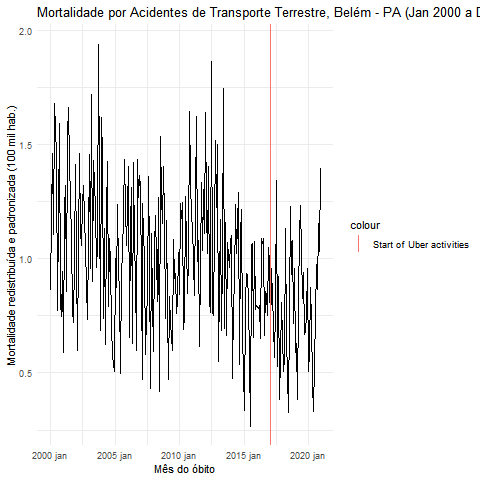 Mortalidade por Acidentes de Transporte Terrestre, Belém - PA (Jan 2000 a D
Mortalidade redistribuída e padronizada (100 mil hab.)
2.0
1.5
1.0
0.5
2000 jan
2005 jan
2010 jan
2015 jan
2020 jan
Mês do óbito
colour
Start of Uber activities